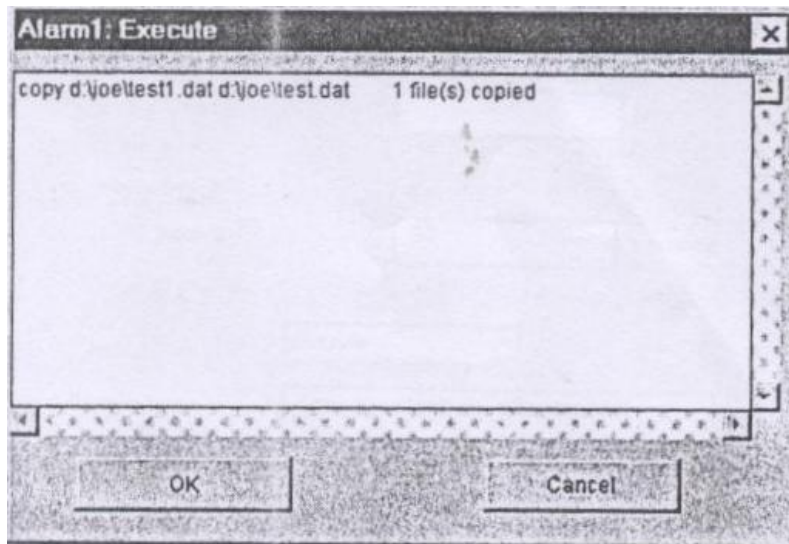 Alarm1: Execute
copy d:\joe\test1.dat d:\joe\test.dat 1 file(s) copied
OK
Cancel